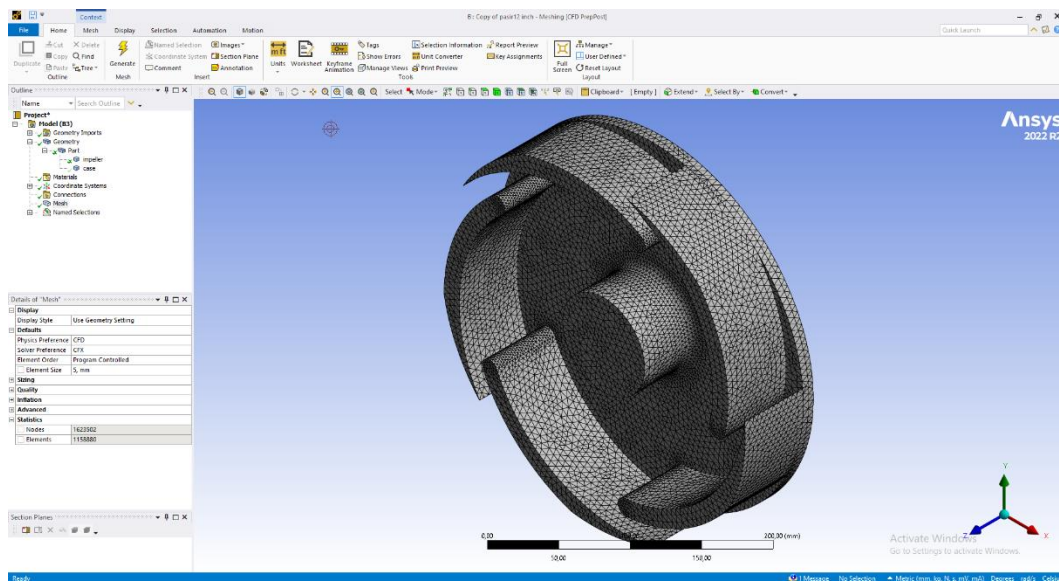 B : Copy of pasir12 inch - Meshing [CFD PrepPost]
Context
File Home Mesh Display Selection Automation Motion
Quick Launch
Duplicate
Cut
Copy
Paste
Delete
Find
Tree
Outline
Generate
Mesh
Named Selection
Coordinate System
Comment
Images
Section Plane
Annotation
Insert
Units
Worksheet
Keyframe
Animation
Tags
Show Errors
Manage Views
Selection Information
Unit Converter
Print Preview
Report Preview
Key Assignments
Tools
Full
Screen
Manage
User Defined
Reset Layout
Layout
Select Mode Clipboard [Empty] Extend Select By Convert
Outline
Name Search Outline
Project*
Model (B3)
Geometry Imports
Geometry
Part
impeller
case
Materials
Coordinate Systems
Connections
Mesh
Named Selections
Details of "Mesh"
Display
Display Style Use Geometry Setting
Defaults
Physics Preference CFD
Solver Preference CFX
Element Order Program Controlled
Element Size 5, mm
Sizing
Quality
Inflation
Advanced
Statistics
Nodes 1623502
Elements 1158880
Section Planes
Ansys
2022 R2
0,00
200,00 (mm)
50,00
150,00
Y
Z
X
Activate Windows
Go to Settings to activate Windows.
Ready
1 Message No Selection Metric (mm, kg, N, s, mV, mA) Degrees rad/s